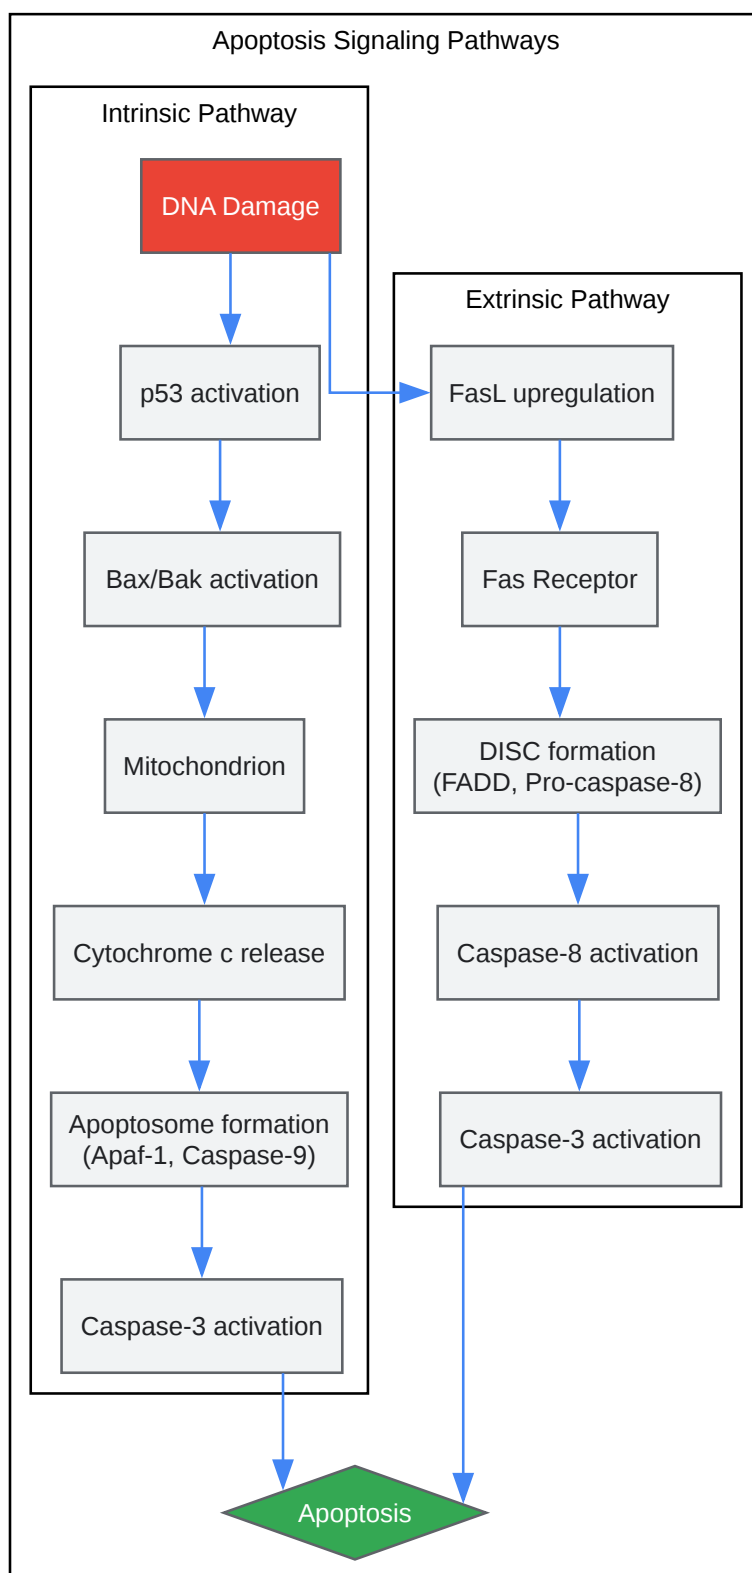 Apoptosis Signaling Pathways
Intrinsic Pathway
DNA Damage
p53 activation
Bax/Bak activation
Mitochondrion
Cytochrome c release
Apoptosome formation
(Apaf-1, Caspase-9)
Caspase-3 activation
Extrinsic Pathway
FasL upregulation
Fas Receptor
DISC formation
(FADD, Pro-caspase-8)
Caspase-8 activation
Caspase-3 activation
Apoptosis